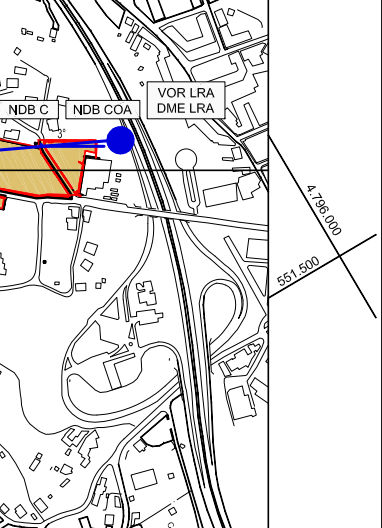 VOR LRA
DME LRA
NDB C
NDB COA
3°
4.796.000
551.500